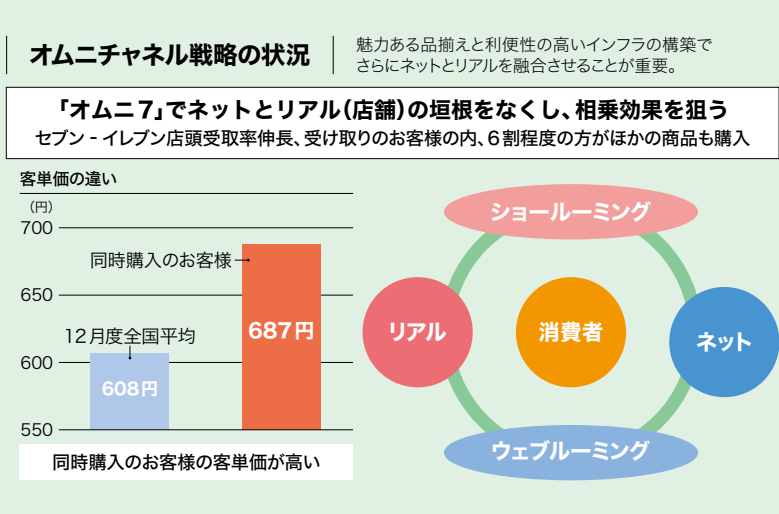 オムニチャネル戦略の状況
魅力ある品揃えと利便性の高いインフラの構築で
さらにネットとリアルを融合させることが重要。
「オムニ7」でネットとリアル(店舗)の垣根をなくし、相乗効果を狙う
セブン‐イレブン店頭受取率伸長、受け取りのお客様の内、6割程度の方がほかの商品も購入
客単価の違い
(円)
700
650
600
550
同時購入のお客様
687円
12月度全国平均
608円
同時購入のお客様の客単価が高い
ショールーミング
リアル
消費者
ネット
ウェブルーミング